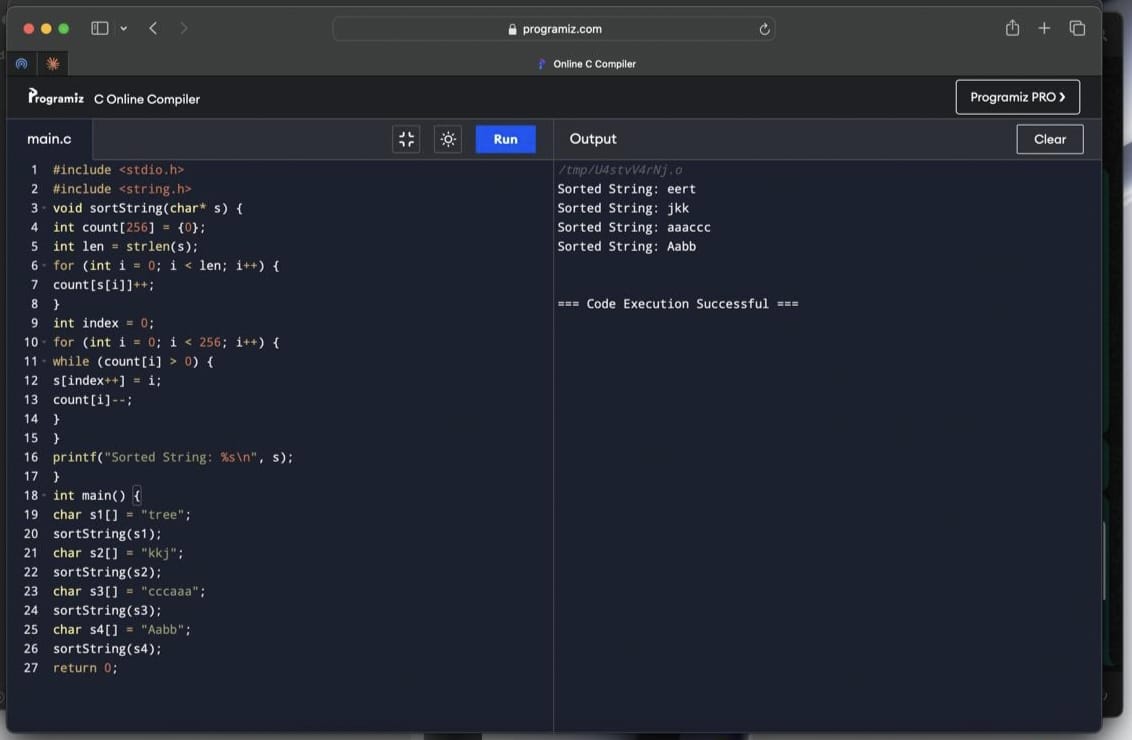 programiz.com
Online C Compiler
Programiz C Online Compiler
Programiz PRO ❯
main.c
Run
Output
Clear
1 #include <stdio.h>
2 #include <string.h>
3 void sortString(char* s) {
4 int count[256] = {0};
5 int len = strlen(s);
6 for (int i = 0; i < len; i++) {
7 count[s[i]]++;
8 }
9 int index = 0;
10 for (int i = 0; i < 256; i++) {
11 while (count[i] > 0) {
12 s[index++] = i;
13 count[i]--;
14 }
15 }
16 printf("Sorted String: %s\n", s);
17 }
18 int main() {
19 char s1[] = "tree";
20 sortString(s1);
21 char s2[] = "kkj";
22 sortString(s2);
23 char s3[] = "cccaaa";
24 sortString(s3);
25 char s4[] = "Aabb";
26 sortString(s4);
27 return 0;
/tmp/U4stvV4rNj.o
Sorted String: eert
Sorted String: jkk
Sorted String: aaaccc
Sorted String: Aabb
=== Code Execution Successful ===